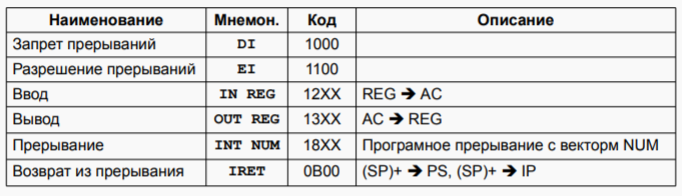 Наименование Мнемон. Код Описание
Запрет прерываний DI 1000
Разрешение прерываний EI 1100
Ввод IN REG 12XX REG ➔ AC
Вывод OUT REG 13XX AC ➔ REG
Прерывание INT NUM 18XX Програмное прерывание с векторм NUM
Возврат из прерывания IRET 0B00 (SP)+ ➔ PS, (SP)+ ➔ IP